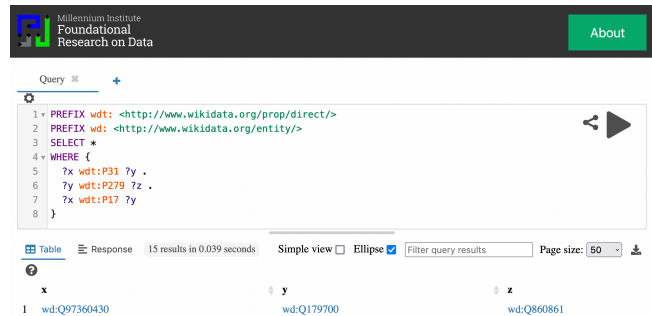 Millennium Institute
Foundational
Research on Data
About
Query
1 PREFIX wdt: <http://www.wikidata.org/prop/direct/>
2 PREFIX wd: <http://www.wikidata.org/entity/>
3 SELECT *
4 WHERE {
5 ?x wdt:P31 ?y .
6 ?y wdt:P279 ?z .
7 ?x wdt:P17 ?y
8 }
Table Response 15 results in 0.039 seconds Simple view Ellipse Filter query results Page size: 50
x y z
1 wd:Q97360430 wd:Q179700 wd:Q860861